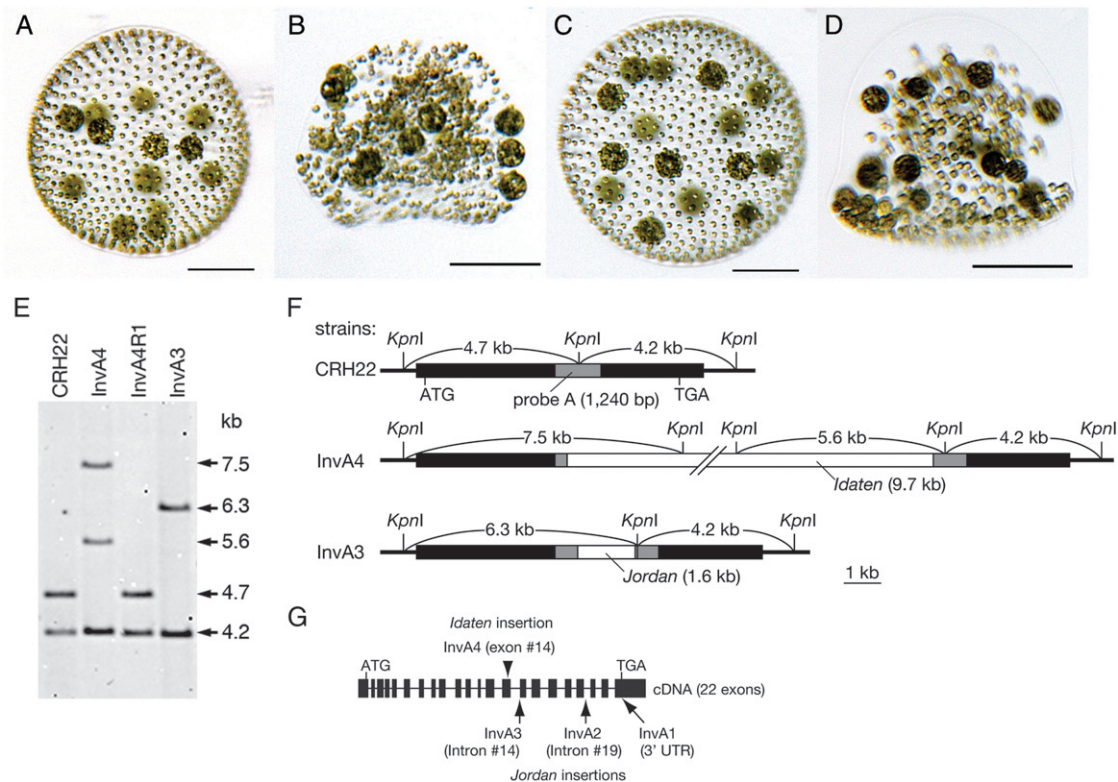 A
B
C
D
E
CRH22
InvA4
InvA4R1
InvA3
kb
7.5
6.3
5.6
4.7
4.2
F
strains:
KpnI KpnI KpnI
4.7 kb 4.2 kb
CRH22
ATG probe A (1,240 bp) TGA
KpnI KpnI KpnI KpnI KpnI
7.5 kb 5.6 kb 4.2 kb
InvA4
Idaten (9.7 kb)
KpnI KpnI KpnI
6.3 kb 4.2 kb
InvA3
Jordan (1.6 kb)
1 kb
G
Idaten insertion
InvA4 (exon #14)
ATG TGA
cDNA (22 exons)
InvA3 InvA2 InvA1
(Intron #14) (Intron #19) (3' UTR)
Jordan insertions